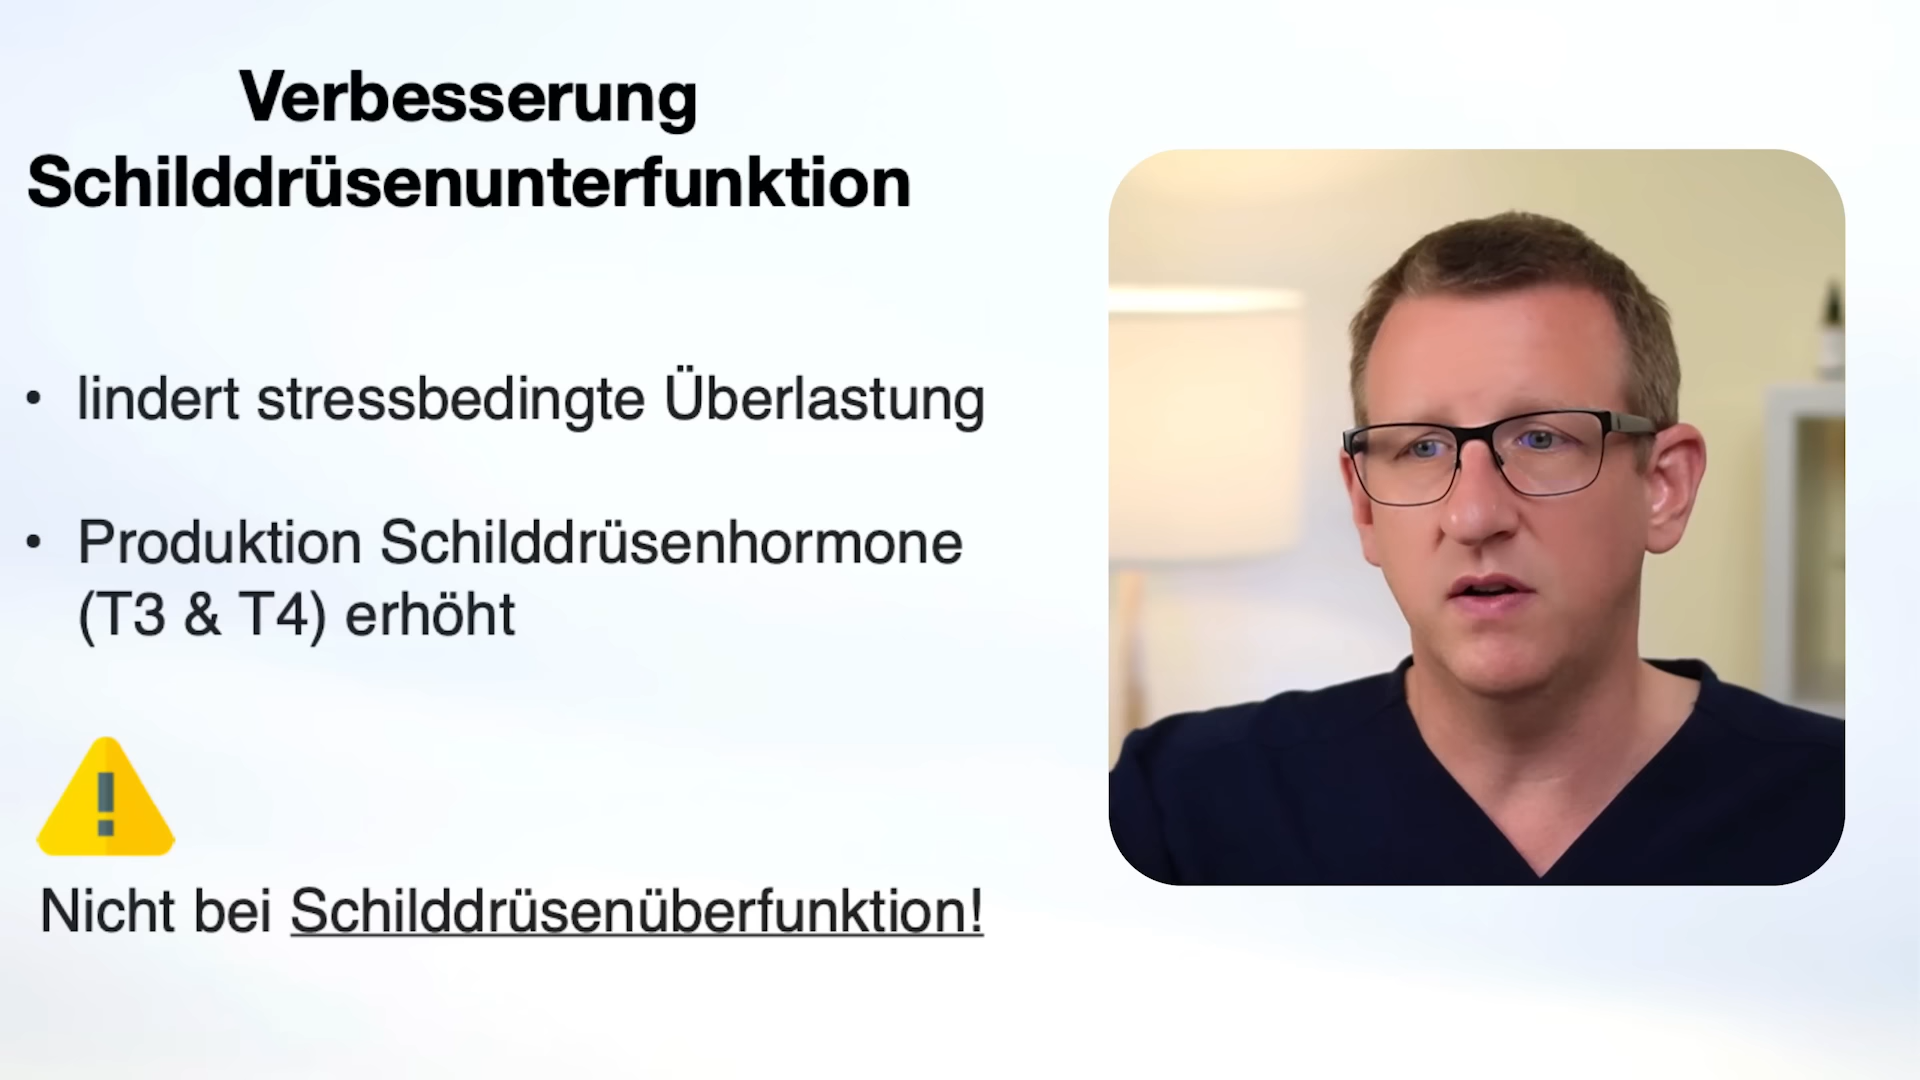 Verbesserung
Schilddrüsenunterfunktion
• lindert stressbedingte Überlastung
• Produktion Schilddrüsenhormone
(T3 & T4) erhöht
Nicht bei Schilddrüsenüberfunktion!